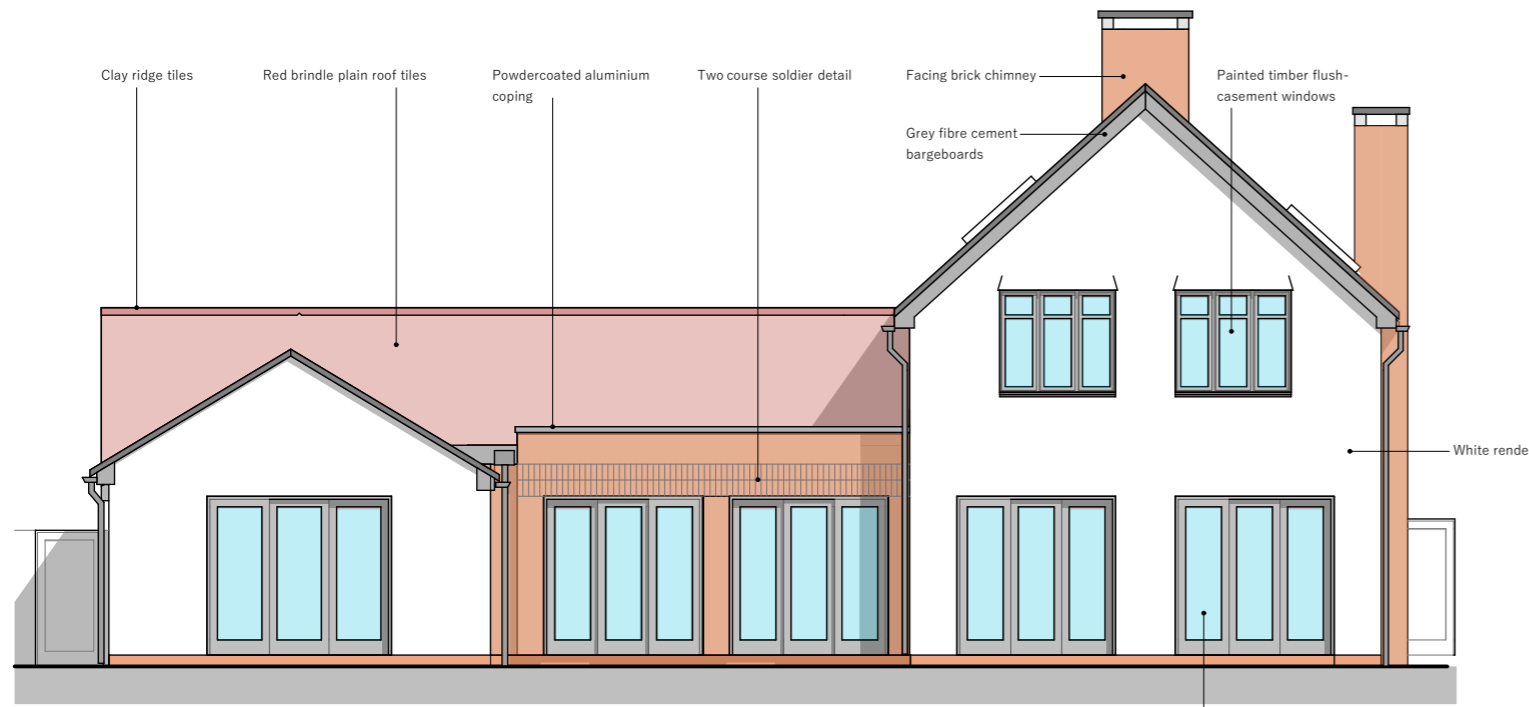 Clay ridge tiles
Red brindle plain roof tiles
Powdercoated aluminium
coping
Two course soldier detail
Facing brick chimney
Grey fibre cement
bargeboards
Painted timber flush-
casement windows
White rende